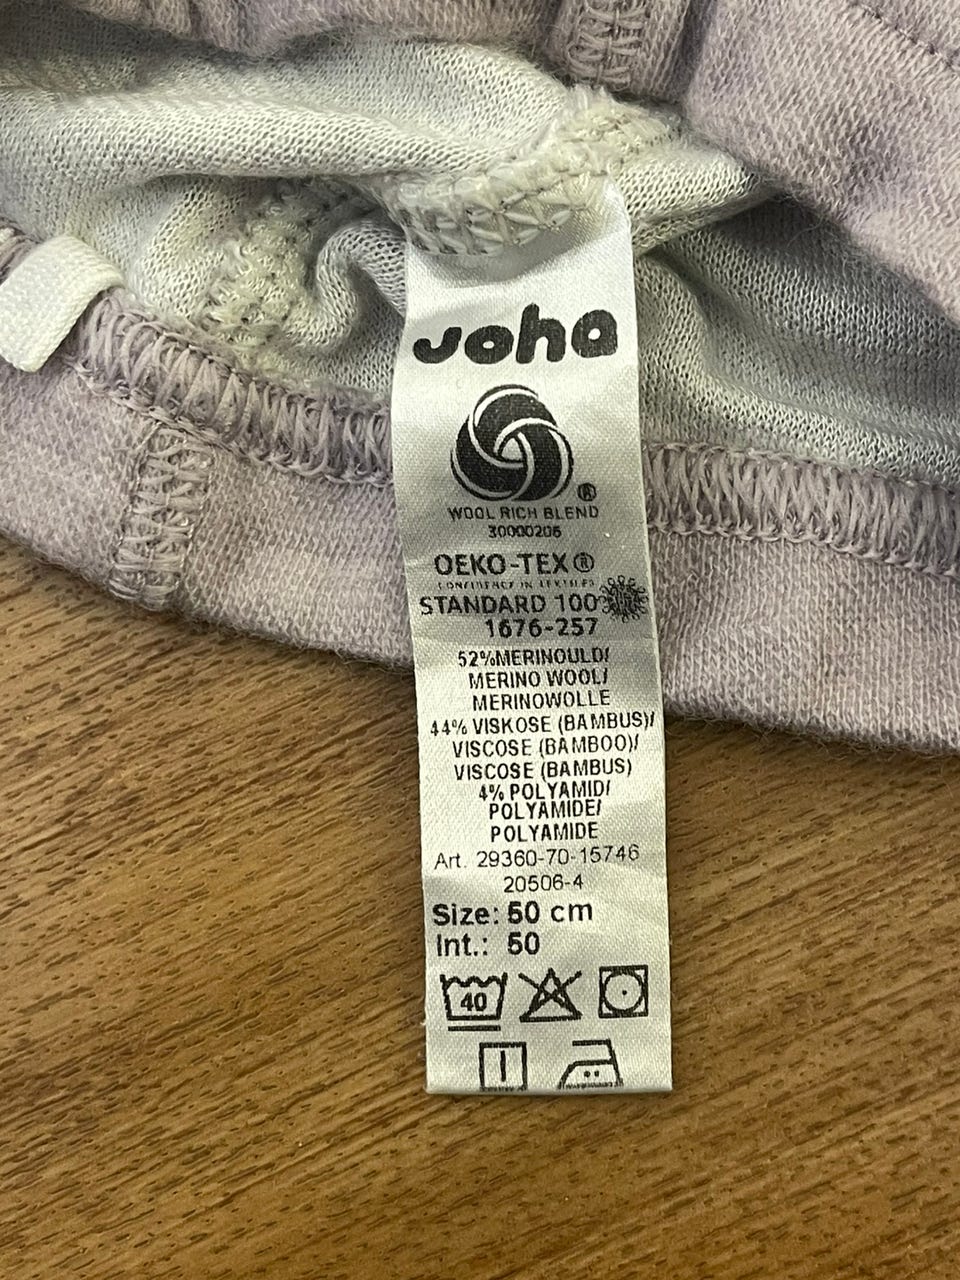 Joha
®
WOOL RICH BLEND
30000206
OEKO-TEX®
CONFIDENCE IN TEXTILES
STANDARD 100
1676-257
52%MERINOULD/
MERINO WOOL/
MERINOWOLLE
44% VISKOSE (BAMBUS)/
VISCOSE (BAMBOO)/
VISCOSE (BAMBUS)
4% POLYAMID/
POLYAMIDE/
POLYAMIDE
Art. 29360-70-15746
20506-4
Size: 50 cm
Int.: 50
40